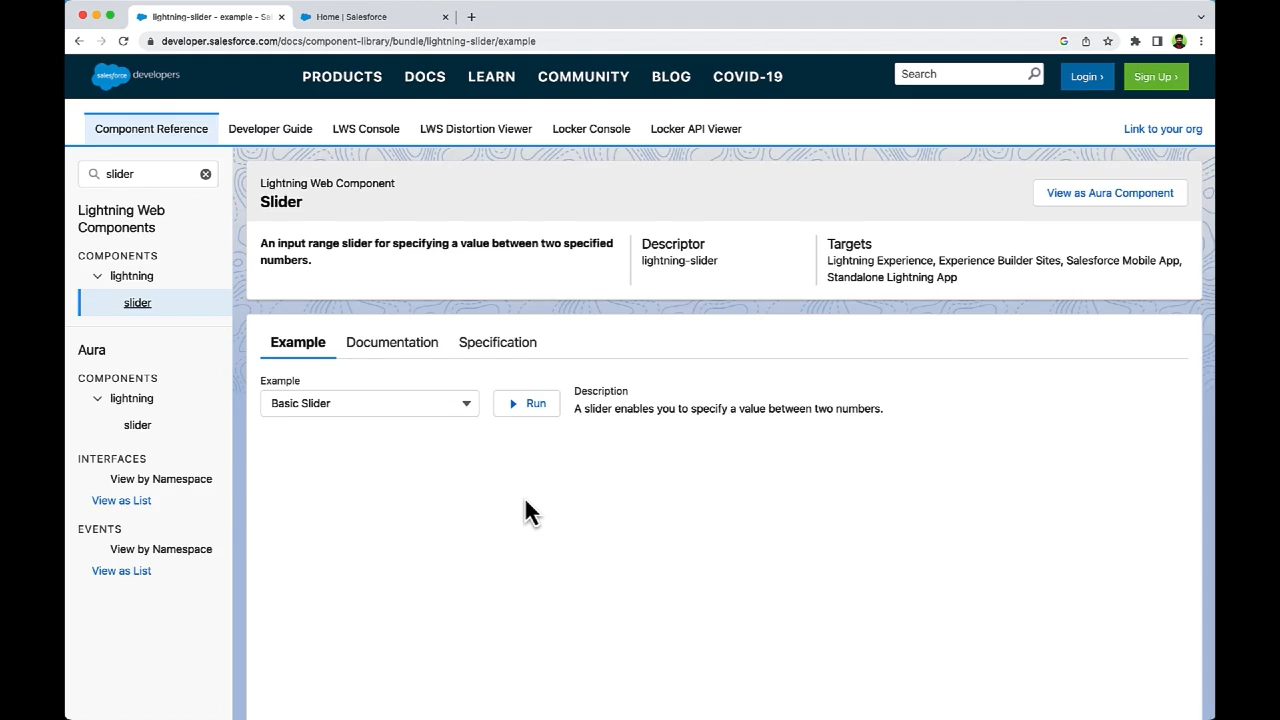 lightning-slider - example - Sa
Home | Salesforce
developer.salesforce.com/docs/component-library/bundle/lightning-slider/example
salesforce developers
PRODUCTS DOCS LEARN COMMUNITY BLOG COVID-19
Search
Login ›
Sign Up ›
Component Reference Developer Guide LWS Console LWS Distortion Viewer Locker Console Locker API Viewer
Link to your org
slider
Lightning Web
Components
COMPONENTS
lightning
slider
Aura
COMPONENTS
lightning
slider
INTERFACES
View by Namespace
View as List
EVENTS
View by Namespace
View as List
Lightning Web Component
Slider
View as Aura Component
An input range slider for specifying a value between two specified
numbers.
Descriptor
lightning-slider
Targets
Lightning Experience, Experience Builder Sites, Salesforce Mobile App,
Standalone Lightning App
Example Documentation Specification
Example
Basic Slider
Run
Description
A slider enables you to specify a value between two numbers.